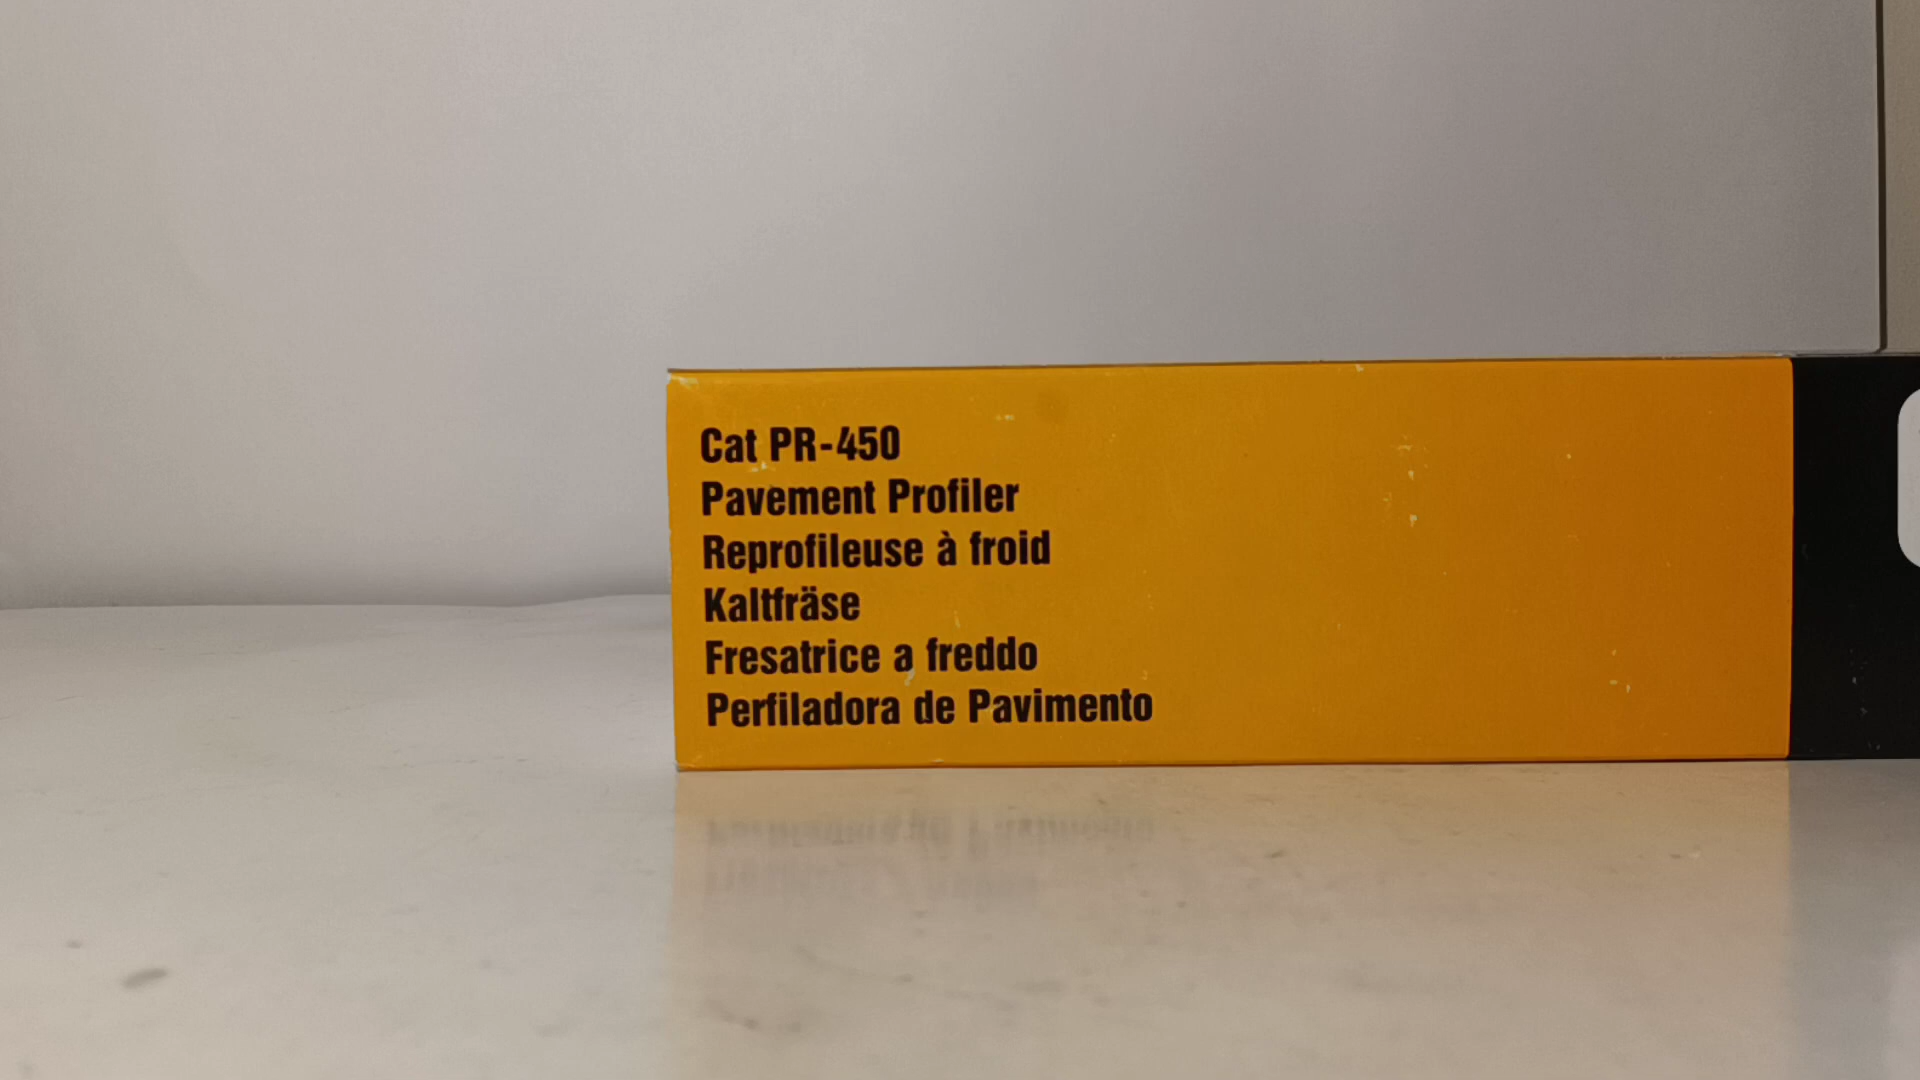 Cat PR-450
Pavement Profiler
Reprofileuse à froid
Kaltfräse
Fresatrice a freddo
Perfiladora de Pavimento